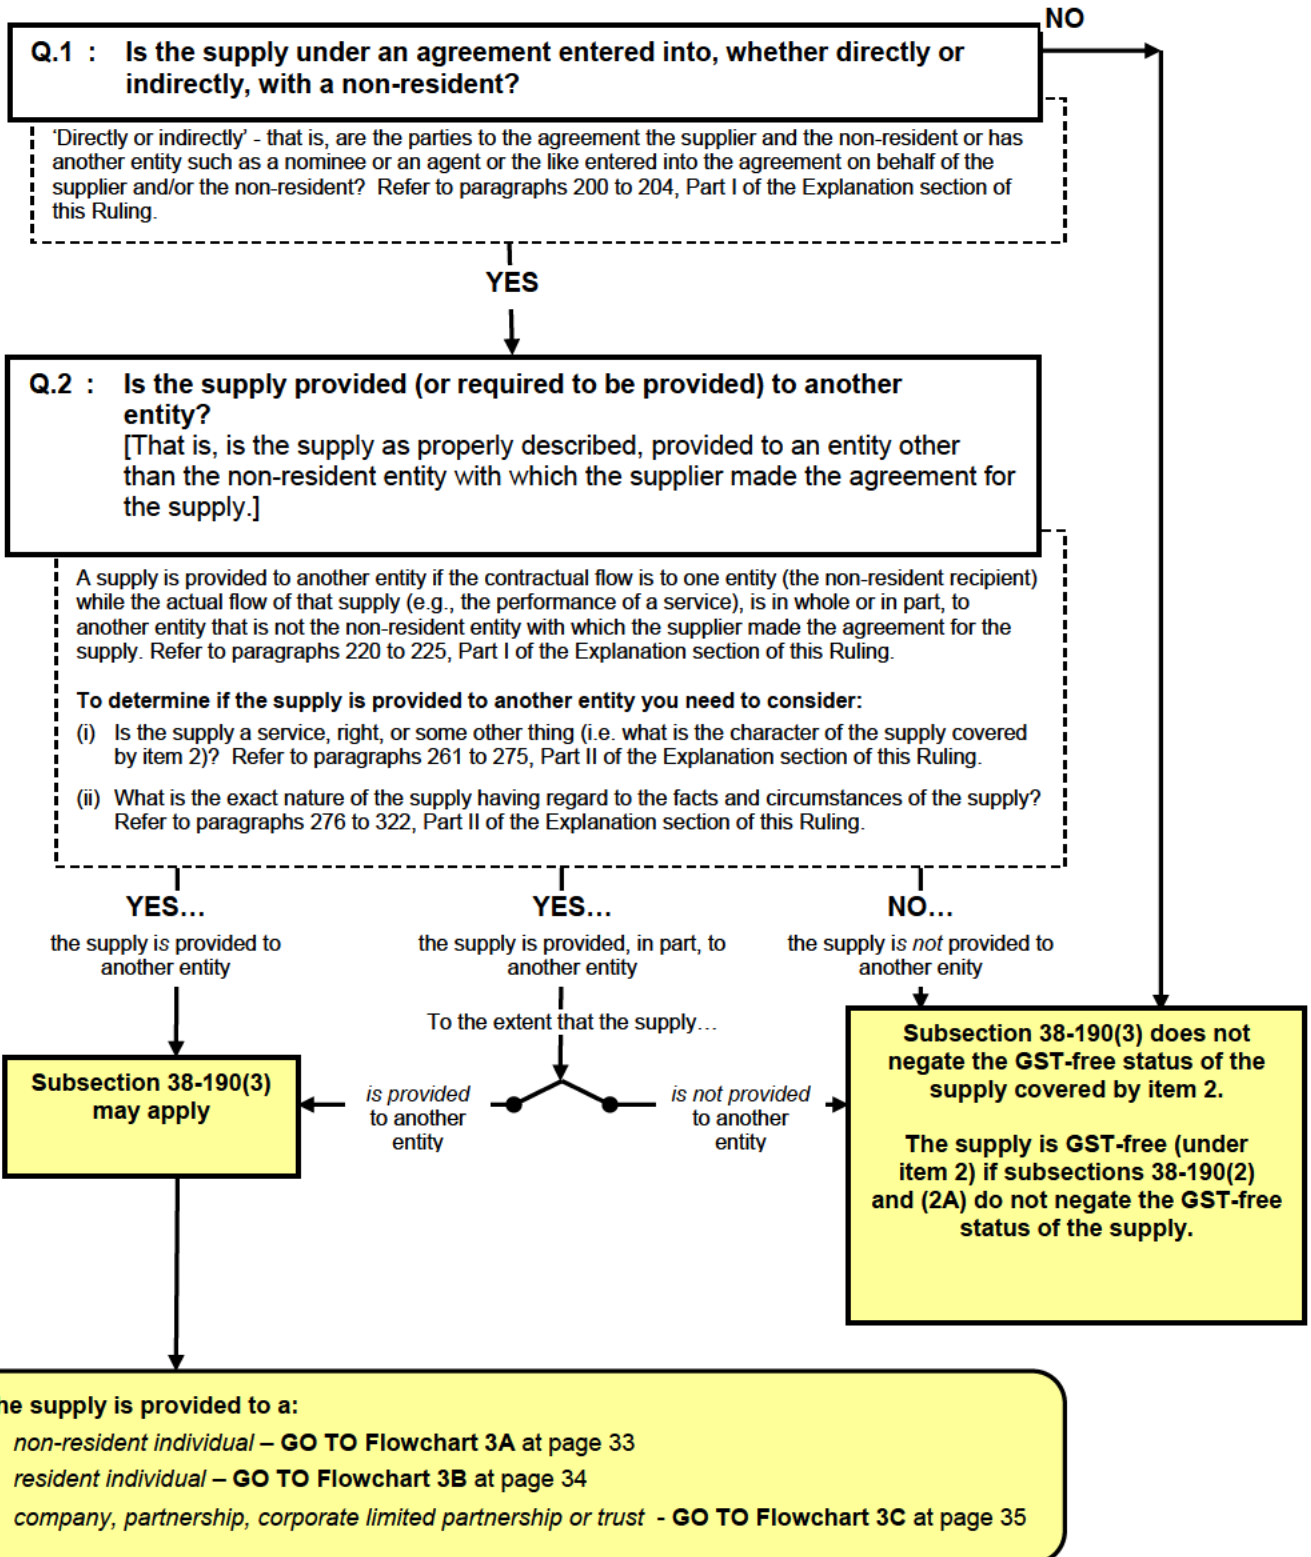 NO
Q.1 : Is the supply under an agreement entered into, whether directly or
indirectly, with a non-resident?
'Directly or indirectly' - that is, are the parties to the agreement the supplier and the non-resident or has
another entity such as a nominee or an agent or the like entered into the agreement on behalf of the
supplier and/or the non-resident? Refer to paragraphs 200 to 204, Part I of the Explanation section of
this Ruling.
YES
Q.2 : Is the supply provided (or required to be provided) to another
entity?
[That is, is the supply as properly described, provided to an entity other
than the non-resident entity with which the supplier made the agreement for
the supply.]
A supply is provided to another entity if the contractual flow is to one entity (the non-resident recipient)
while the actual flow of that supply (e.g., the performance of a service), is in whole or in part, to
another entity that is not the non-resident entity with which the supplier made the agreement for the
supply. Refer to paragraphs 220 to 225, Part I of the Explanation section of this Ruling.
To determine if the supply is provided to another entity you need to consider:
(i) Is the supply a service, right, or some other thing (i.e. what is the character of the supply covered
by item 2)? Refer to paragraphs 261 to 275, Part II of the Explanation section of this Ruling.
(ii) What is the exact nature of the supply having regard to the facts and circumstances of the supply?
Refer to paragraphs 276 to 322, Part II of the Explanation section of this Ruling.
YES...
the supply is provided to
another entity
YES...
the supply is provided, in part, to
another entity
NO...
the supply is not provided to
another enity
To the extent that the supply...
Subsection 38-190(3)
may apply
is provided
to another
entity
is not provided
to another
entity
Subsection 38-190(3) does not
negate the GST-free status of the
supply covered by item 2.
The supply is GST-free (under
item 2) if subsections 38-190(2)
and (2A) do not negate the GST-free
status of the supply.
he supply is provided to a:
non-resident individual – GO TO Flowchart 3A at page 33
resident individual – GO TO Flowchart 3B at page 34
company, partnership, corporate limited partnership or trust - GO TO Flowchart 3C at page 35